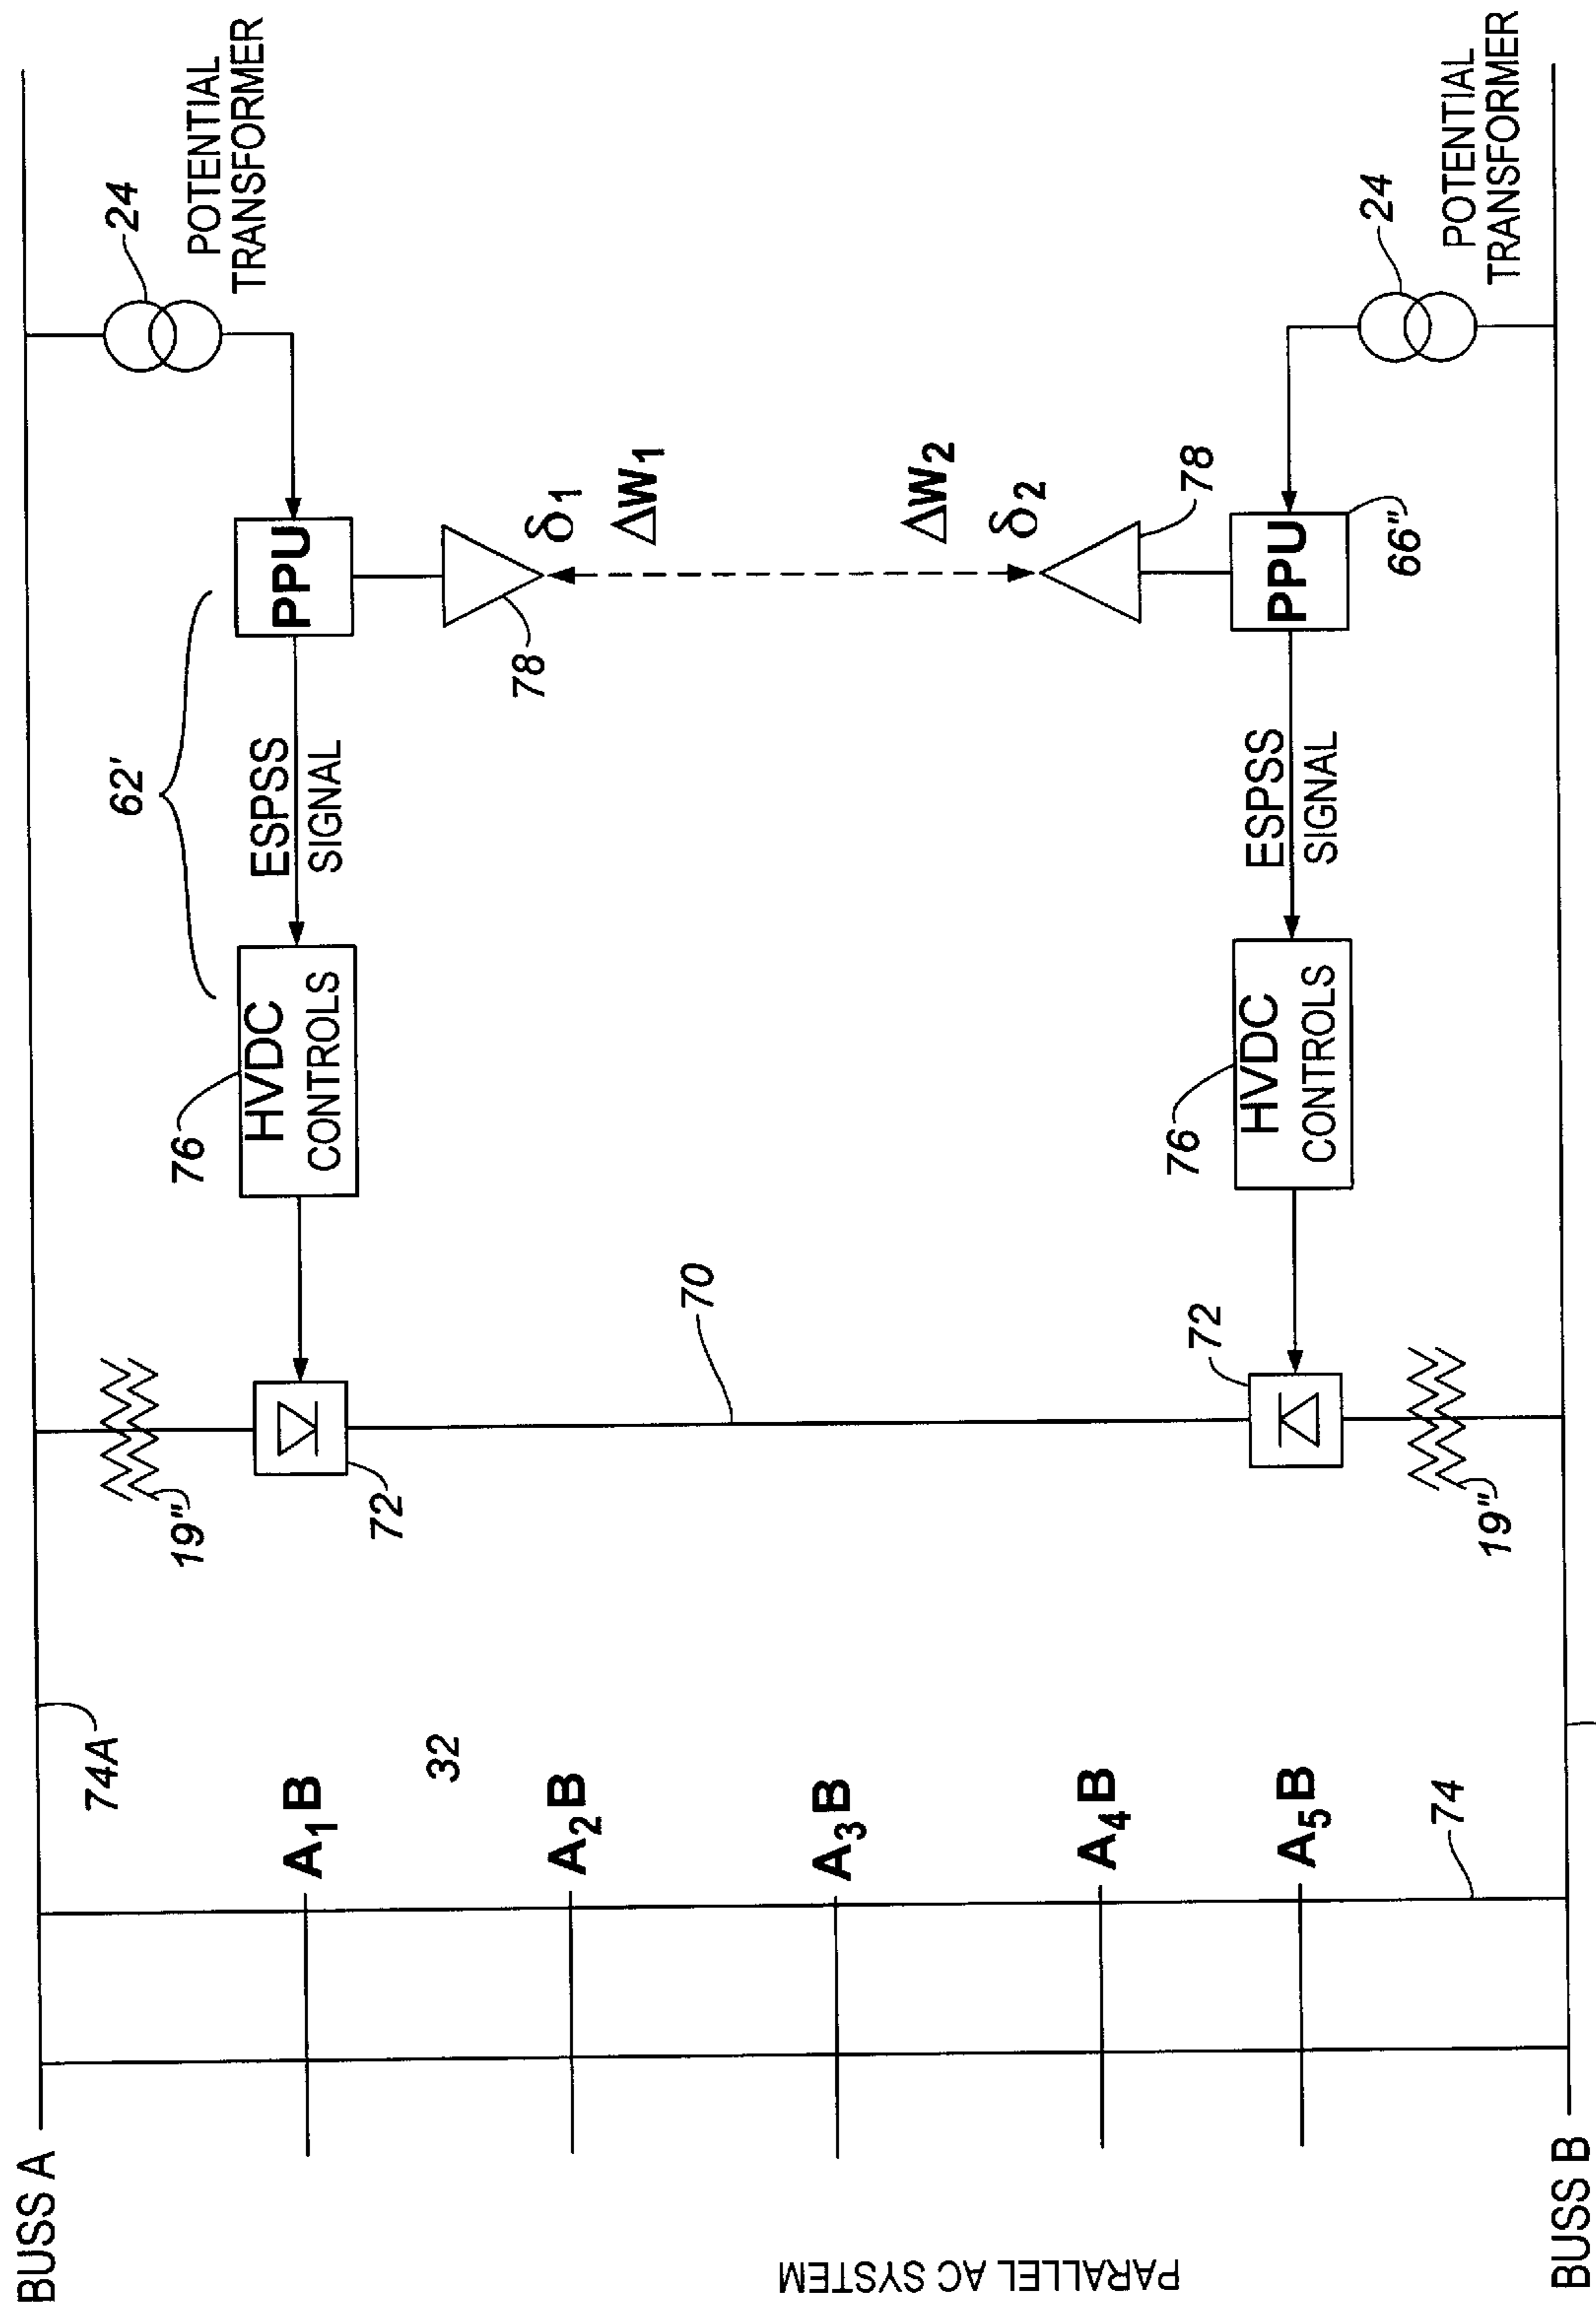 BUSS A
74A
19"
72
76
HVDC
CONTROLS
62'
ESPSS
SIGNAL
PPU
24
POTENTIAL
TRANSFORMER
78
δ1
ΔW1
A1B
32
A2B
A3B
A4B
A5B
74
70
PARALLEL AC SYSTEM
ΔW2
δ2
78
PPU
66"
24
POTENTIAL
TRANSFORMER
ESPSS
SIGNAL
76
HVDC
CONTROLS
72
19"
BUSS B